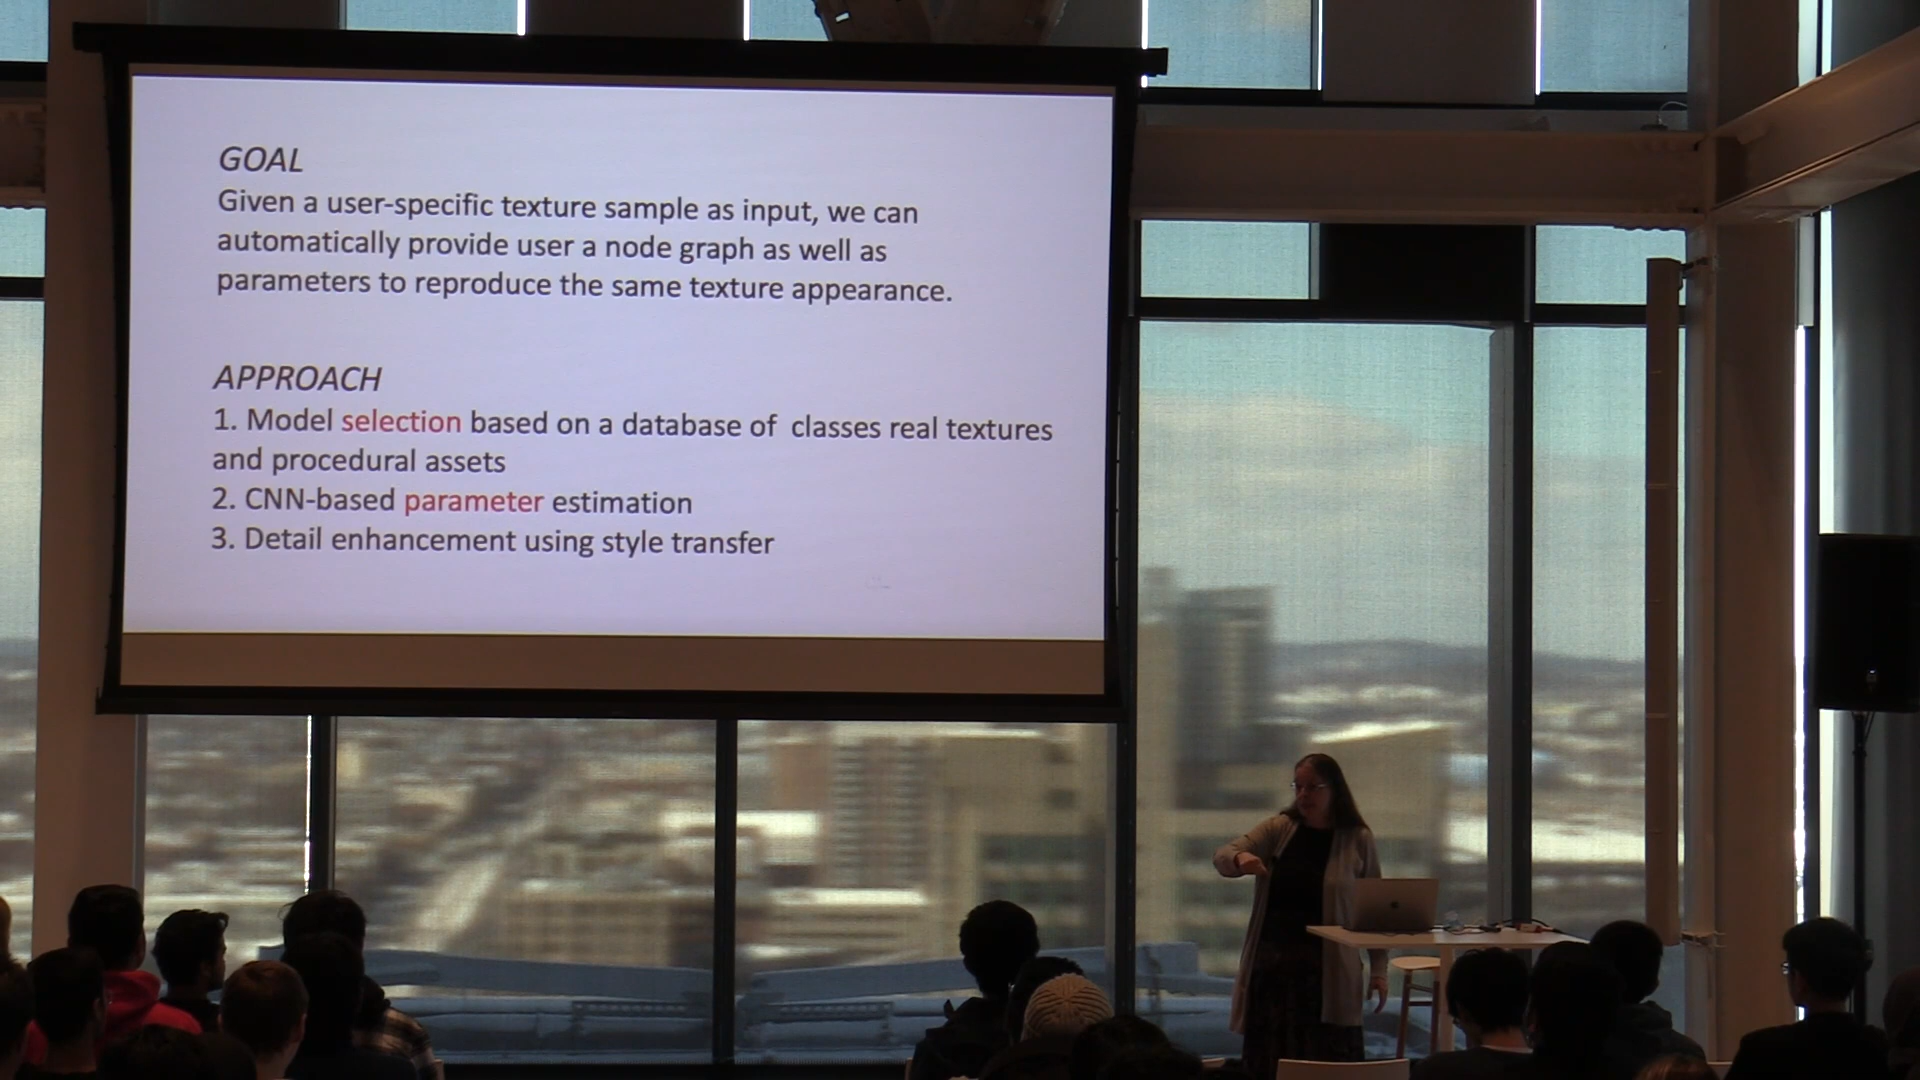 GOAL
Given a user-specific texture sample as input, we can
automatically provide user a node graph as well as
parameters to reproduce the same texture appearance.
APPROACH
1. Model selection based on a database of classes real textures
and procedural assets
2. CNN-based parameter estimation
3. Detail enhancement using style transfer